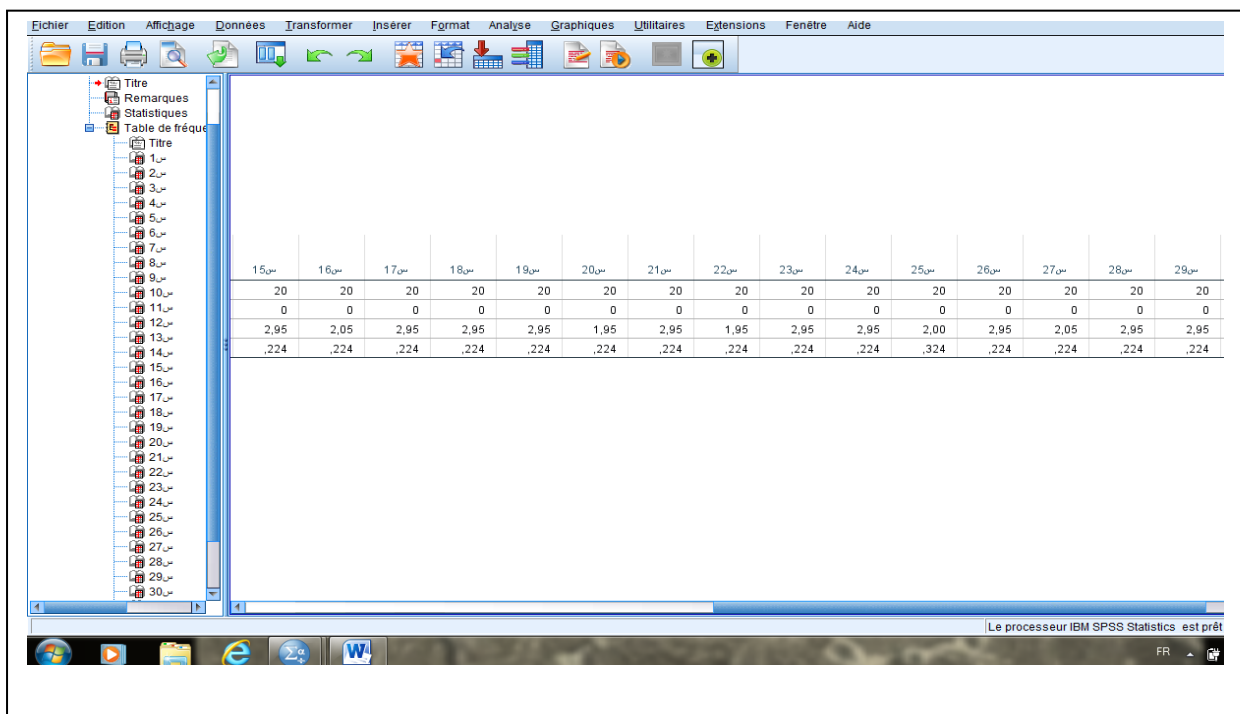 Fichier Edition Affichage Données Transformer Insérer Format Analyse Graphiques Utilitaires Extensions Fenêtre Aide
Titre
Remarques
Statistiques
Table de fréque
Titre
س1
س2
س3
س4
س5
س6
س7
س8
س9
س10
س11
س12
س13
س14
س15
س16
س17
س18
س19
س20
س21
س22
س23
س24
س25
س26
س27
س28
س29
س30
س15 س16 س17 س18 س19 س20 س21 س22 س23 س24 س25 س26 س27 س28 س29
20 20 20 20 20 20 20 20 20 20 20 20 20 20 20
0 0 0 0 0 0 0 0 0 0 0 0 0 0 0
2,95 2,05 2,95 2,95 2,95 1,95 2,95 1,95 2,95 2,95 2,00 2,95 2,05 2,95 2,95
,224 ,224 ,224 ,224 ,224 ,224 ,224 ,224 ,224 ,224 ,324 ,224 ,224 ,224 ,224
Le processeur IBM SPSS Statistics est prêt
FR